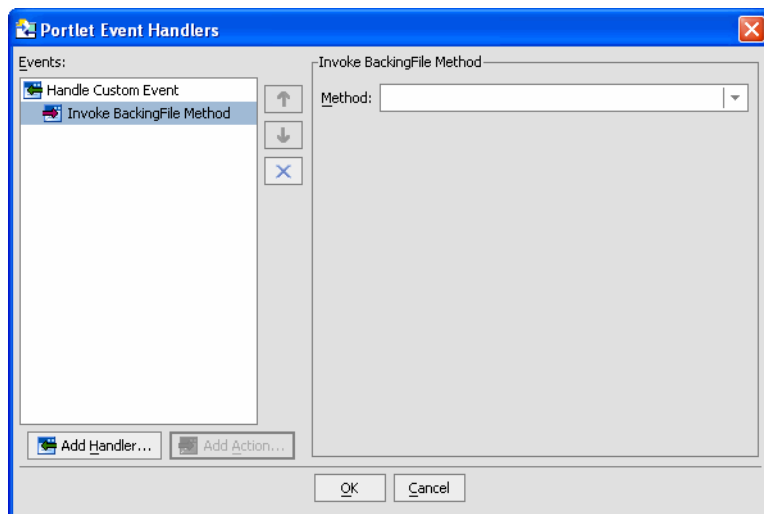 Portlet Event Handlers
Events:
Handle Custom Event
Invoke BackingFile Method
Invoke BackingFile Method
Method:
Add Handler...
Add Action...
OK
Cancel